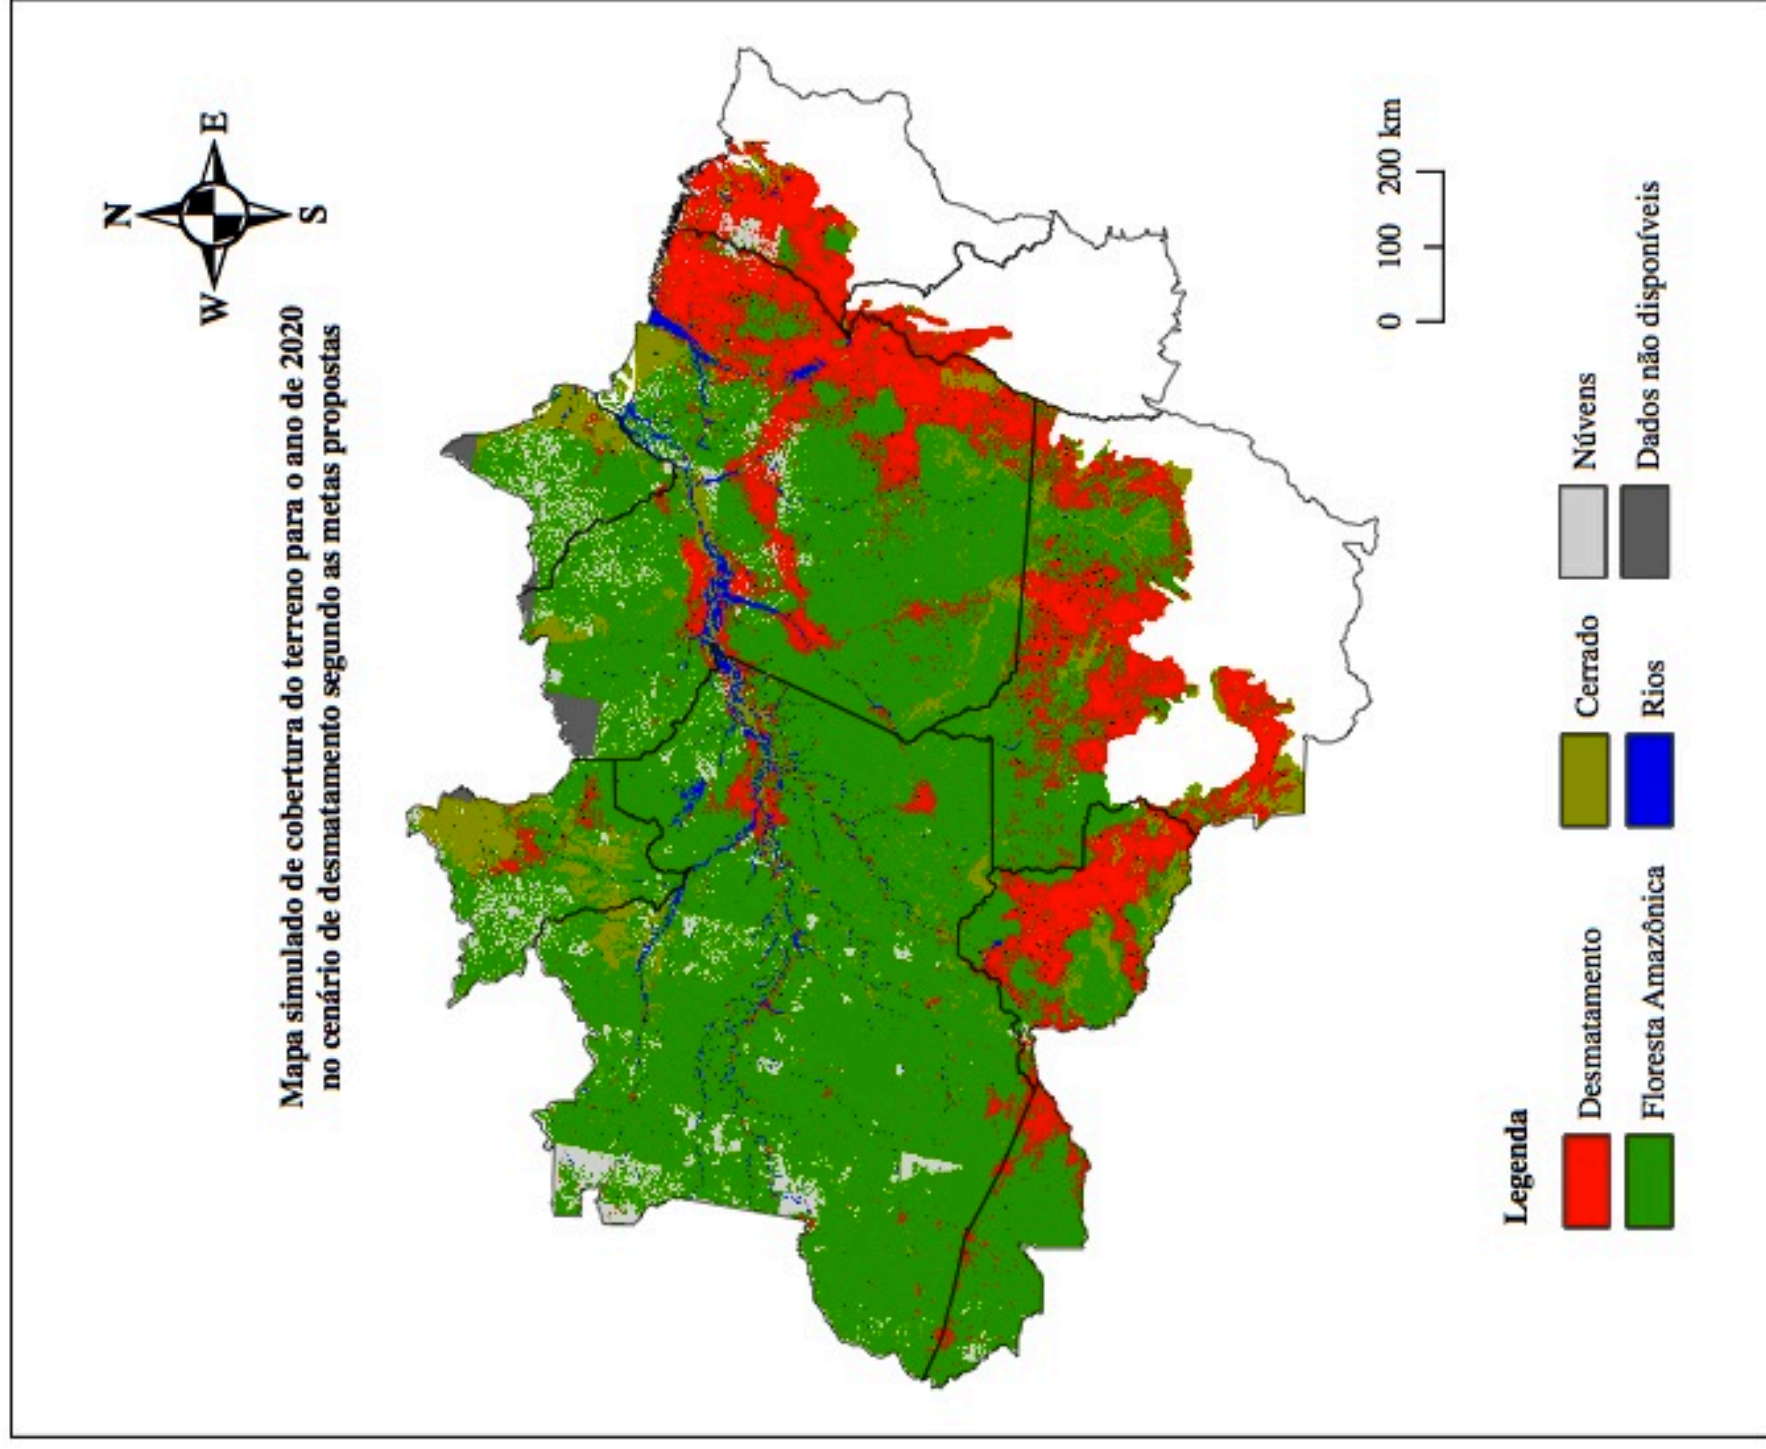 N
W
E
S
Mapa simulado de cobertura do terreno para o ano de 2020
no cenário de desmatamento segundo as metas propostas
0 100 200 km
Legenda
Desmatamento
Cerrado
Núvens
Floresta Amazônica
Rios
Dados não disponíveis